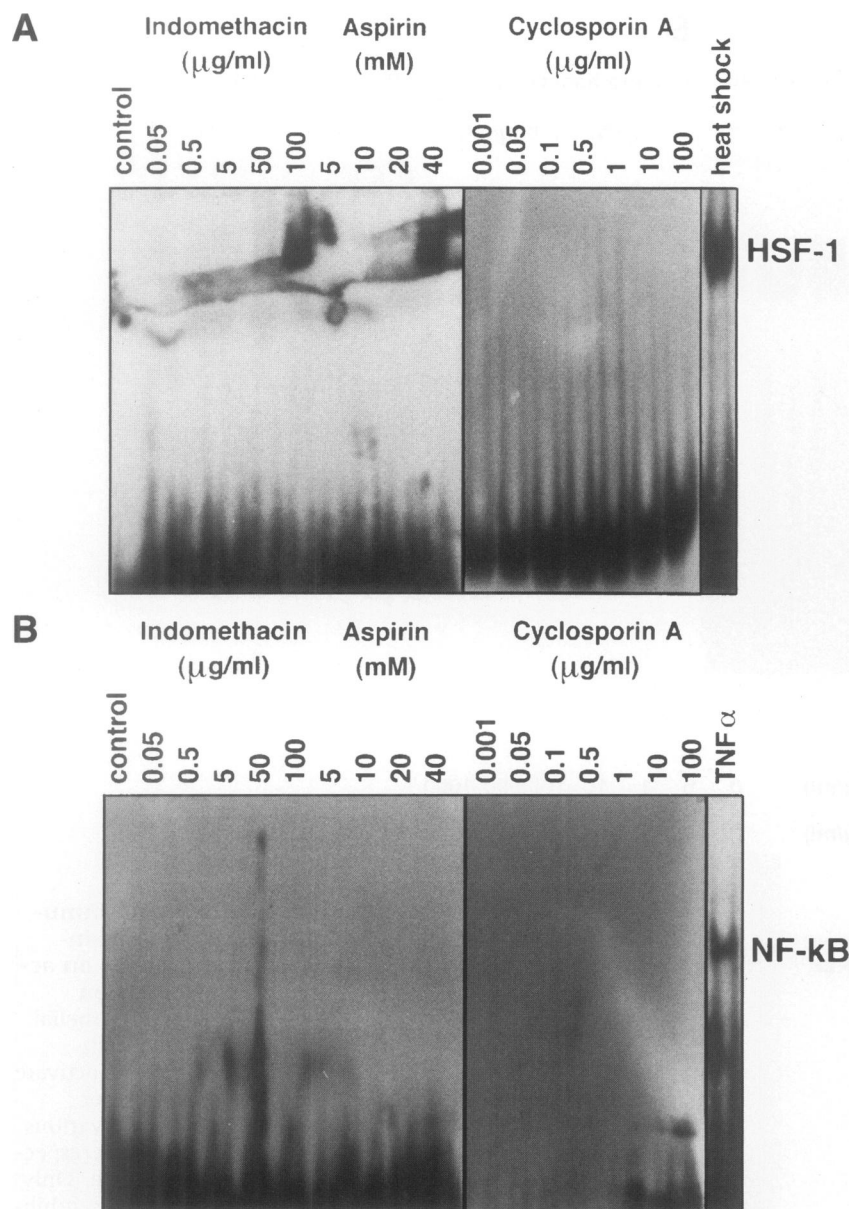 A
Indomethacin Aspirin Cyclosporin A
(µg/ml) (mM) (µg/ml)
control 0.05 0.5 5 50 100 5 10 20 40 0.001 0.05 0.1 0.5 1 10 100 heat shock
HSF-1
B
Indomethacin Aspirin Cyclosporin A
(µg/ml) (mM) (µg/ml)
control 0.05 0.5 5 50 100 5 10 20 40 0.001 0.05 0.1 0.5 1 10 100 TNFα
NF-kB